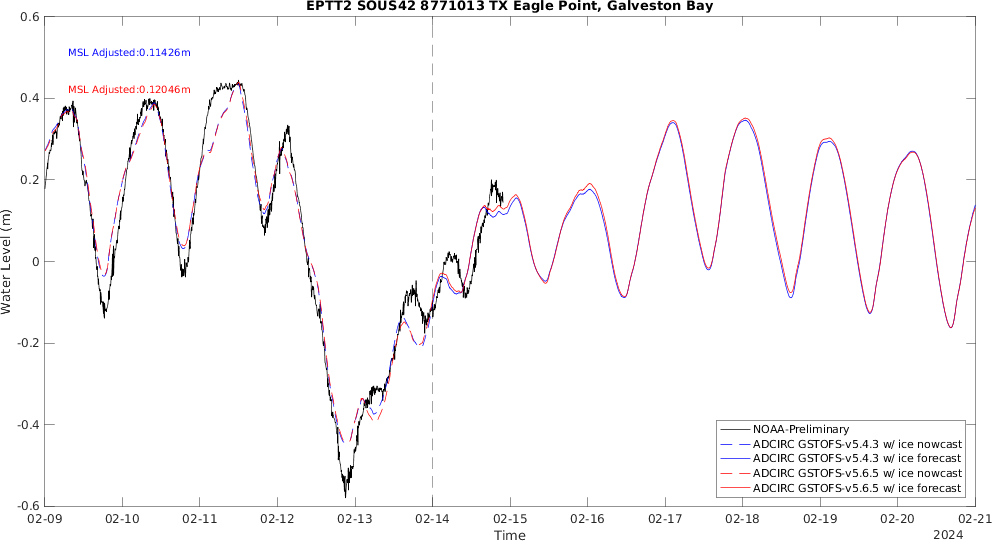 EPTT2 SOUS42 8771013 TX Eagle Point, Galveston Bay
MSL Adjusted:0.11426m
MSL Adjusted:0.12046m
Water Level (m)
0.6
0.4
0.2
0
-0.2
-0.4
-0.6
NOAA-Preliminary
ADCIRC GSTOFS-v5.4.3 w/ ice nowcast
ADCIRC GSTOFS-v5.4.3 w/ ice forecast
ADCIRC GSTOFS-v5.6.5 w/ ice nowcast
ADCIRC GSTOFS-v5.6.5 w/ ice forecast
02-09 02-10 02-11 02-12 02-13 02-14 02-15 02-16 02-17 02-18 02-19 02-20 02-21
Time
2024